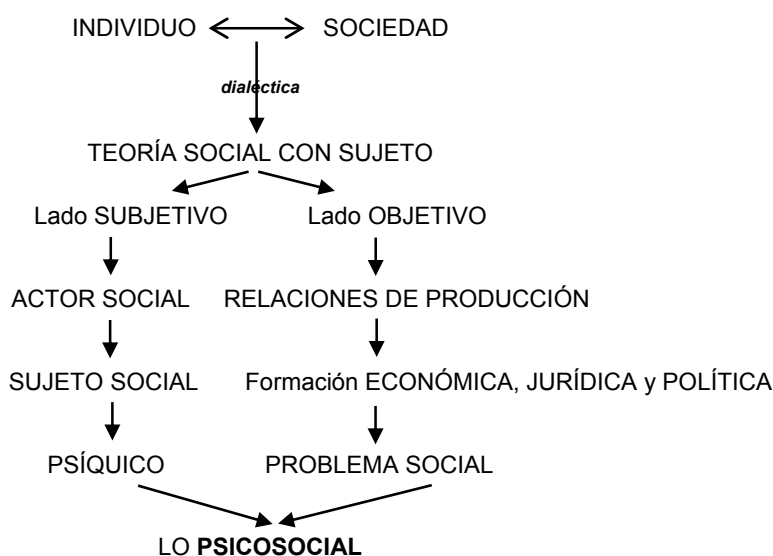 INDIVIDUO SOCIEDAD
dialéctica
TEORÍA SOCIAL CON SUJETO
Lado SUBJETIVO Lado OBJETIVO
ACTOR SOCIAL RELACIONES DE PRODUCCIÓN
SUJETO SOCIAL Formación ECONÓMICA, JURÍDICA y POLÍTICA
PSÍQUICO PROBLEMA SOCIAL
LO PSICOSOCIAL